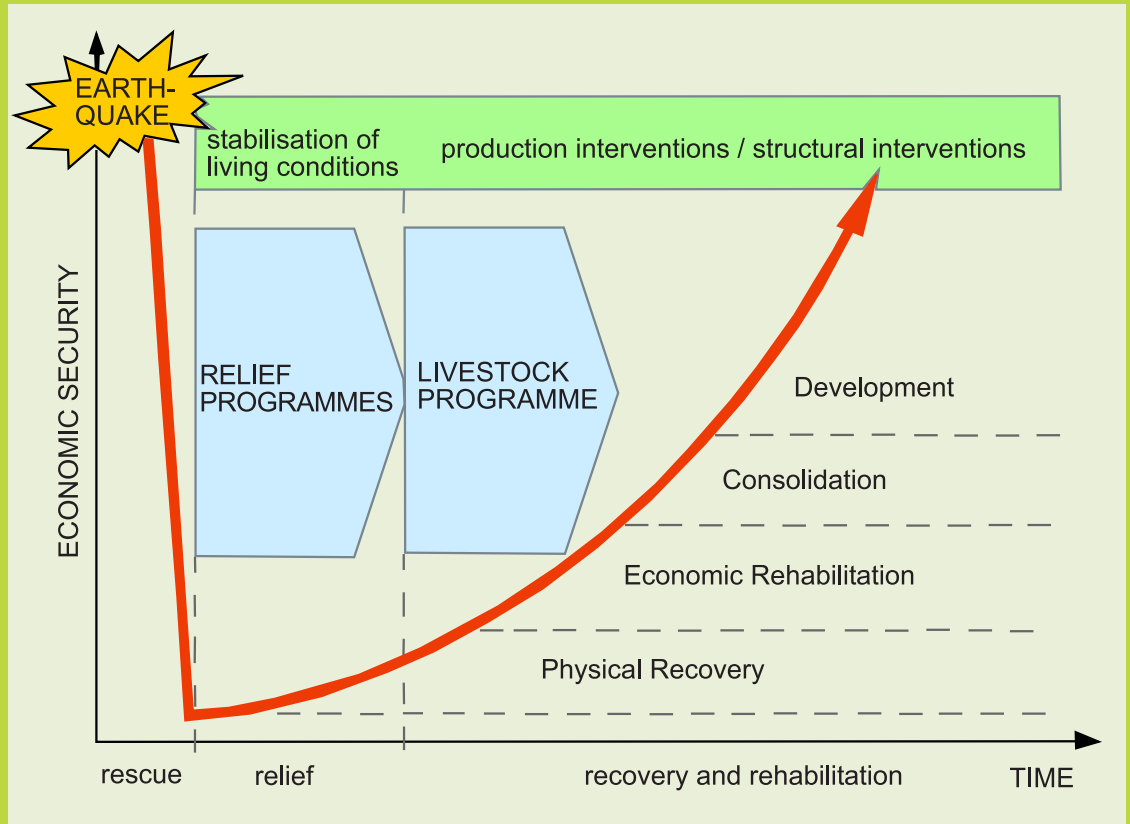 EARTH-
QUAKE
stabilisation of
living conditions
production interventions / structural interventions
ECONOMIC SECURITY
RELIEF
PROGRAMMES
LIVESTOCK
PROGRAMME
Development
Consolidation
Economic Rehabilitation
Physical Recovery
rescue
relief
recovery and rehabilitation
TIME